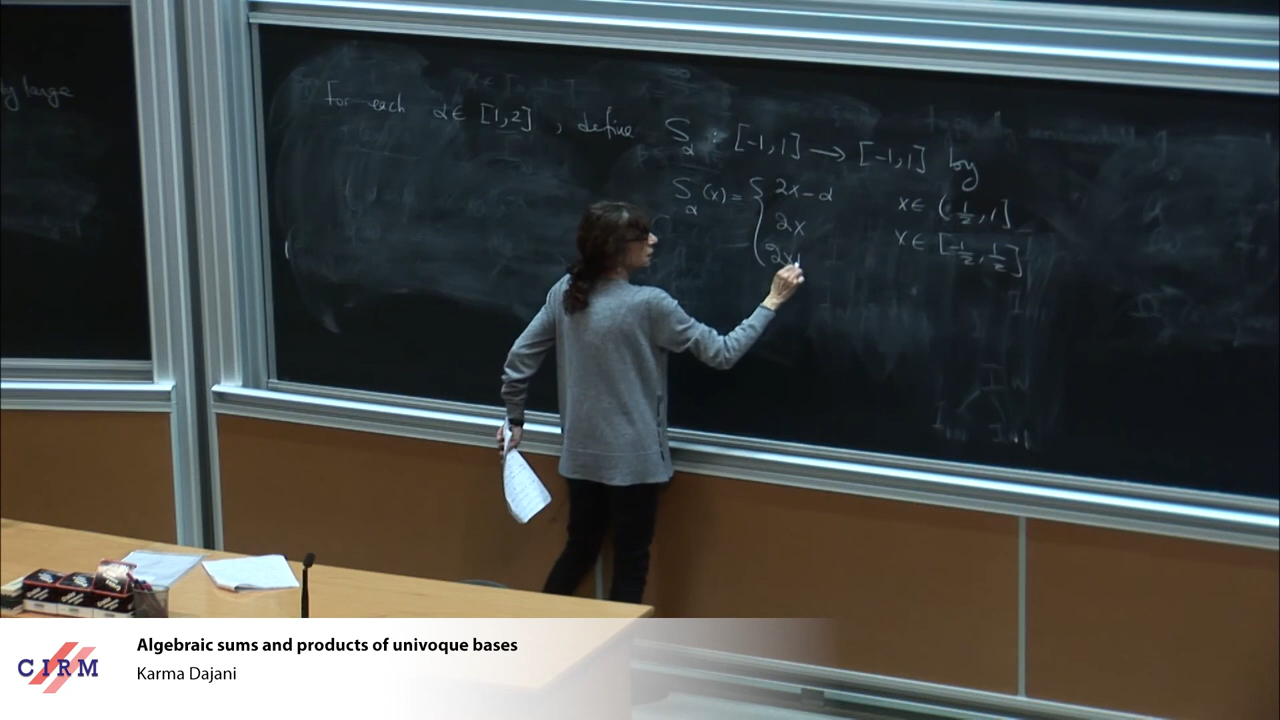 y large
For each α ∈ [1,2] , define S_α : [-1,1] → [-1,1] by
S_α(x) = { 2x-α x ∈ (1/2, 1]
2x x ∈ [-1/2, 1/2]
2x
CIRM
Algebraic sums and products of univoque bases
Karma Dajani